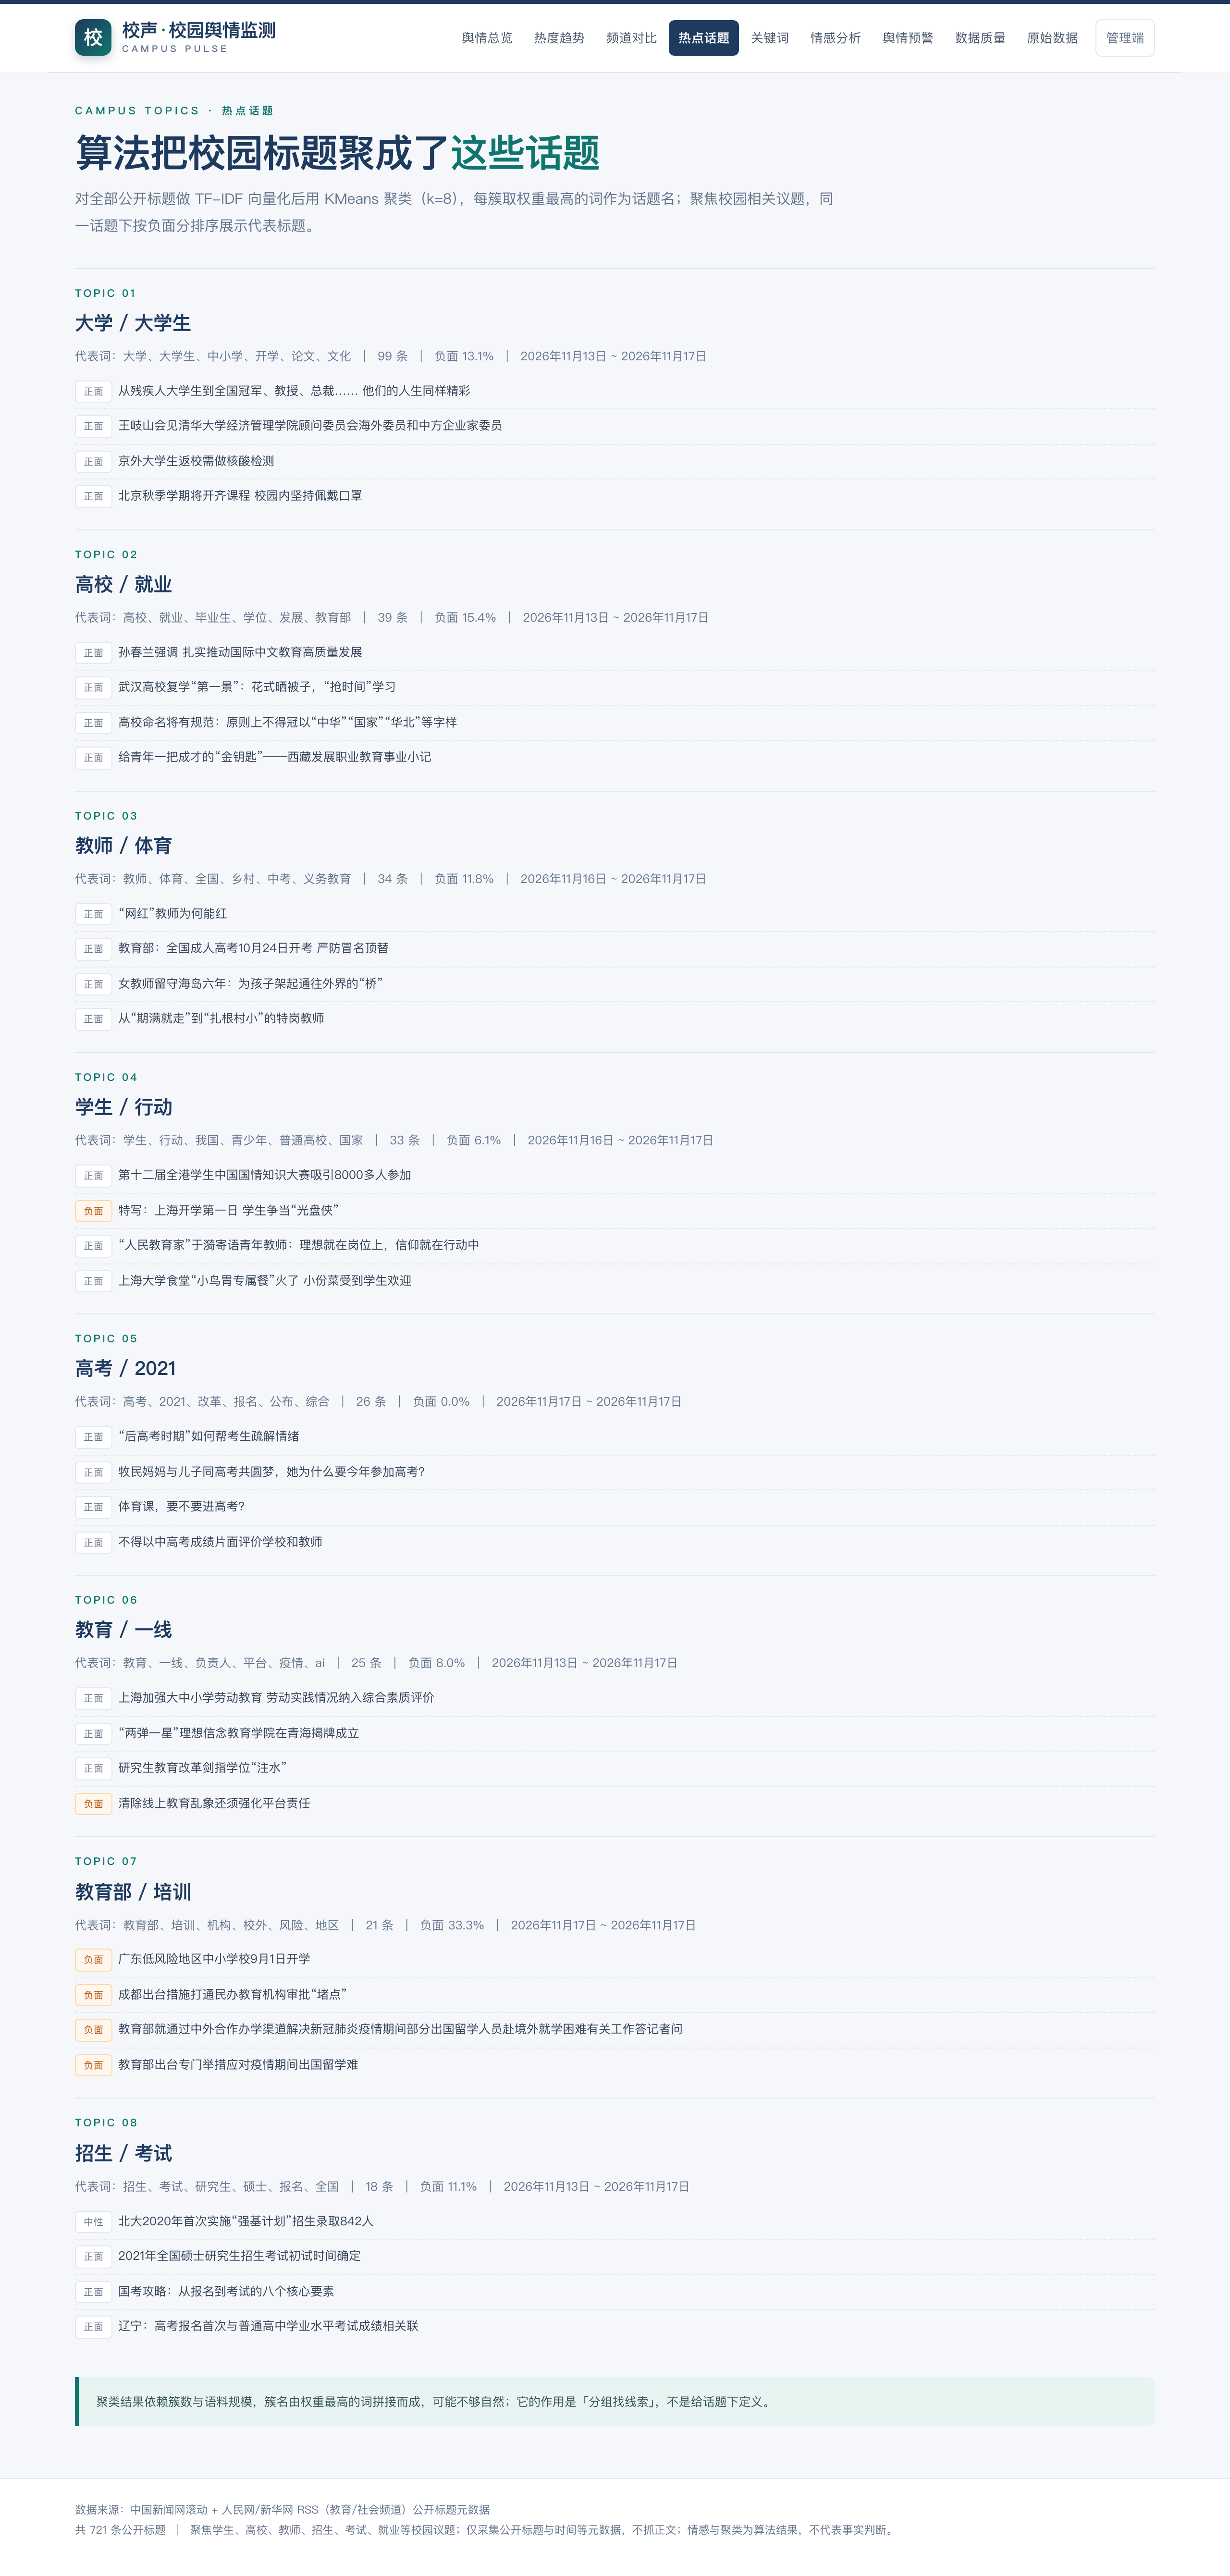 校
校声·校园舆情监测
CAMPUS PULSE
舆情总览 热度趋势 频道对比 热点话题 关键词 情感分析 舆情预警 数据质量 原始数据 管理端
CAMPUS TOPICS · 热点话题
算法把校园标题聚成了这些话题
对全部公开标题做 TF-IDF 向量化后用 KMeans 聚类（k=8），每簇取权重最高的词作为话题名；聚焦校园相关议题，同
一话题下按负面分排序展示代表标题。
TOPIC 01
大学 / 大学生
代表词：大学、大学生、中小学、开学、论文、文化 | 99 条 | 负面 13.1% | 2026年11月13日 ~ 2026年11月17日
正面 从残疾人大学生到全国冠军、教授、总裁…… 他们的人生同样精彩
正面 王岐山会见清华大学经济管理学院顾问委员会海外委员和中方企业家委员
正面 京外大学生返校需做核酸检测
正面 北京秋季学期将开齐课程 校园内坚持佩戴口罩
TOPIC 02
高校 / 就业
代表词：高校、就业、毕业生、学位、发展、教育部 | 39 条 | 负面 15.4% | 2026年11月13日 ~ 2026年11月17日
正面 孙春兰强调 扎实推动国际中文教育高质量发展
正面 武汉高校复学“第一景”：花式晒被子，“抢时间”学习
正面 高校命名将有规范：原则上不得冠以“中华”“国家”“华北”等字样
正面 给青年一把成才的“金钥匙”——西藏发展职业教育事业小记
TOPIC 03
教师 / 体育
代表词：教师、体育、全国、乡村、中考、义务教育 | 34 条 | 负面 11.8% | 2026年11月16日 ~ 2026年11月17日
正面 “网红”教师为何能红
正面 教育部：全国成人高考10月24日开考 严防冒名顶替
正面 女教师留守海岛六年：为孩子架起通往外界的“桥”
正面 从“期满就走”到“扎根村小”的特岗教师
TOPIC 04
学生 / 行动
代表词：学生、行动、我国、青少年、普通高校、国家 | 33 条 | 负面 6.1% | 2026年11月16日 ~ 2026年11月17日
正面 第十二届全港学生中国国情知识大赛吸引8000多人参加
负面 特写：上海开学第一日 学生争当“光盘侠”
正面 “人民教育家”于漪寄语青年教师：理想就在岗位上，信仰就在行动中
正面 上海大学食堂“小鸟胃专属餐”火了 小份菜受到学生欢迎
TOPIC 05
高考 / 2021
代表词：高考、2021、改革、报名、公布、综合 | 26 条 | 负面 0.0% | 2026年11月17日 ~ 2026年11月17日
正面 “后高考时期”如何帮考生疏解情绪
正面 牧民妈妈与儿子同高考共圆梦，她为什么要今年参加高考？
正面 体育课，要不要进高考？
正面 不得以中高考成绩片面评价学校和教师
TOPIC 06
教育 / 一线
代表词：教育、一线、负责人、平台、疫情、ai | 25 条 | 负面 8.0% | 2026年11月13日 ~ 2026年11月17日
正面 上海加强大中小学劳动教育 劳动实践情况纳入综合素质评价
正面 “两弹一星”理想信念教育学院在青海揭牌成立
正面 研究生教育改革剑指学位“注水”
负面 清除线上教育乱象还须强化平台责任
TOPIC 07
教育部 / 培训
代表词：教育部、培训、机构、校外、风险、地区 | 21 条 | 负面 33.3% | 2026年11月17日 ~ 2026年11月17日
负面 广东低风险地区中小学校9月1日开学
负面 成都出台措施打通民办教育机构审批“堵点”
负面 教育部就通过中外合作办学渠道解决新冠肺炎疫情期间部分出国留学人员赴境外就学困难有关工作答记者问
负面 教育部出台专门举措应对疫情期间出国留学难
TOPIC 08
招生 / 考试
代表词：招生、考试、研究生、硕士、报名、全国 | 18 条 | 负面 11.1% | 2026年11月13日 ~ 2026年11月17日
中性 北大2020年首次实施“强基计划”招生录取842人
正面 2021年全国硕士研究生招生考试初试时间确定
正面 国考攻略：从报名到考试的八个核心要素
正面 辽宁：高考报名首次与普通高中学业水平考试成绩相关联
聚类结果依赖簇数与语料规模，簇名由权重最高的词拼接而成，可能不够自然；它的作用是「分组找线索」，不是给话题下定义。
数据来源：中国新闻网滚动 + 人民网/新华网 RSS（教育/社会频道）公开标题元数据
共 721 条公开标题 | 聚焦学生、高校、教师、招生、考试、就业等校园议题；仅采集公开标题与时间等元数据，不抓正文；情感与聚类为算法结果，不代表事实判断。